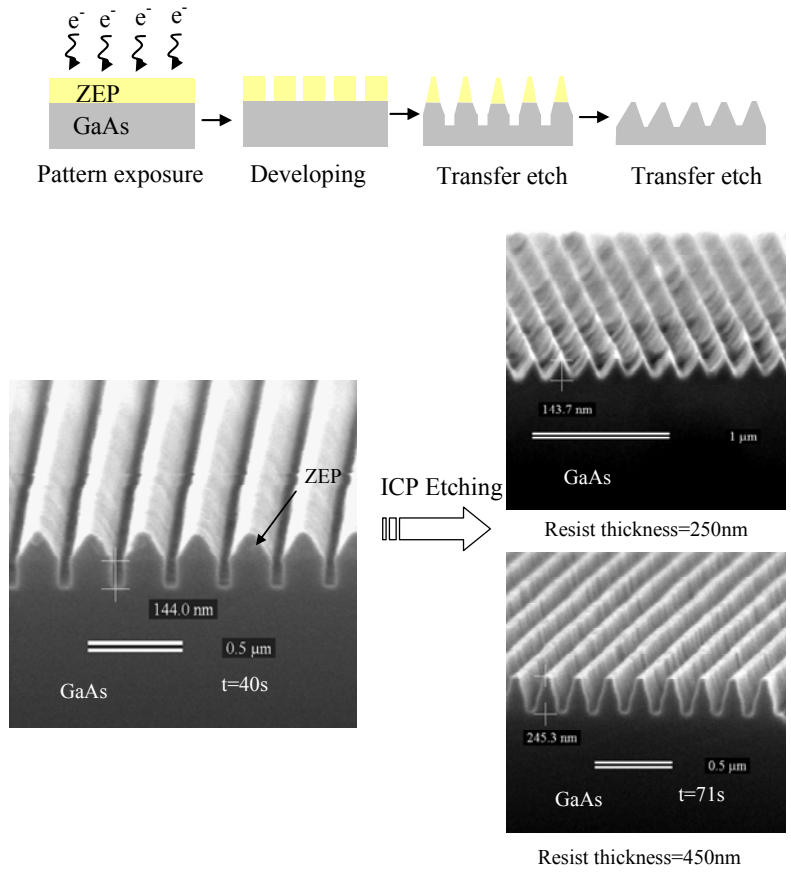 e- e- e- e-
ZEP
GaAs
Pattern exposure Developing Transfer etch Transfer etch
143.7 nm
1 µm
GaAs
Resist thickness=250nm
ZEP
ICP Etching
144.0 nm
0.5 µm
t=40s
GaAs
245.3 nm
0.5 µm
t=71s
GaAs
Resist thickness=450nm